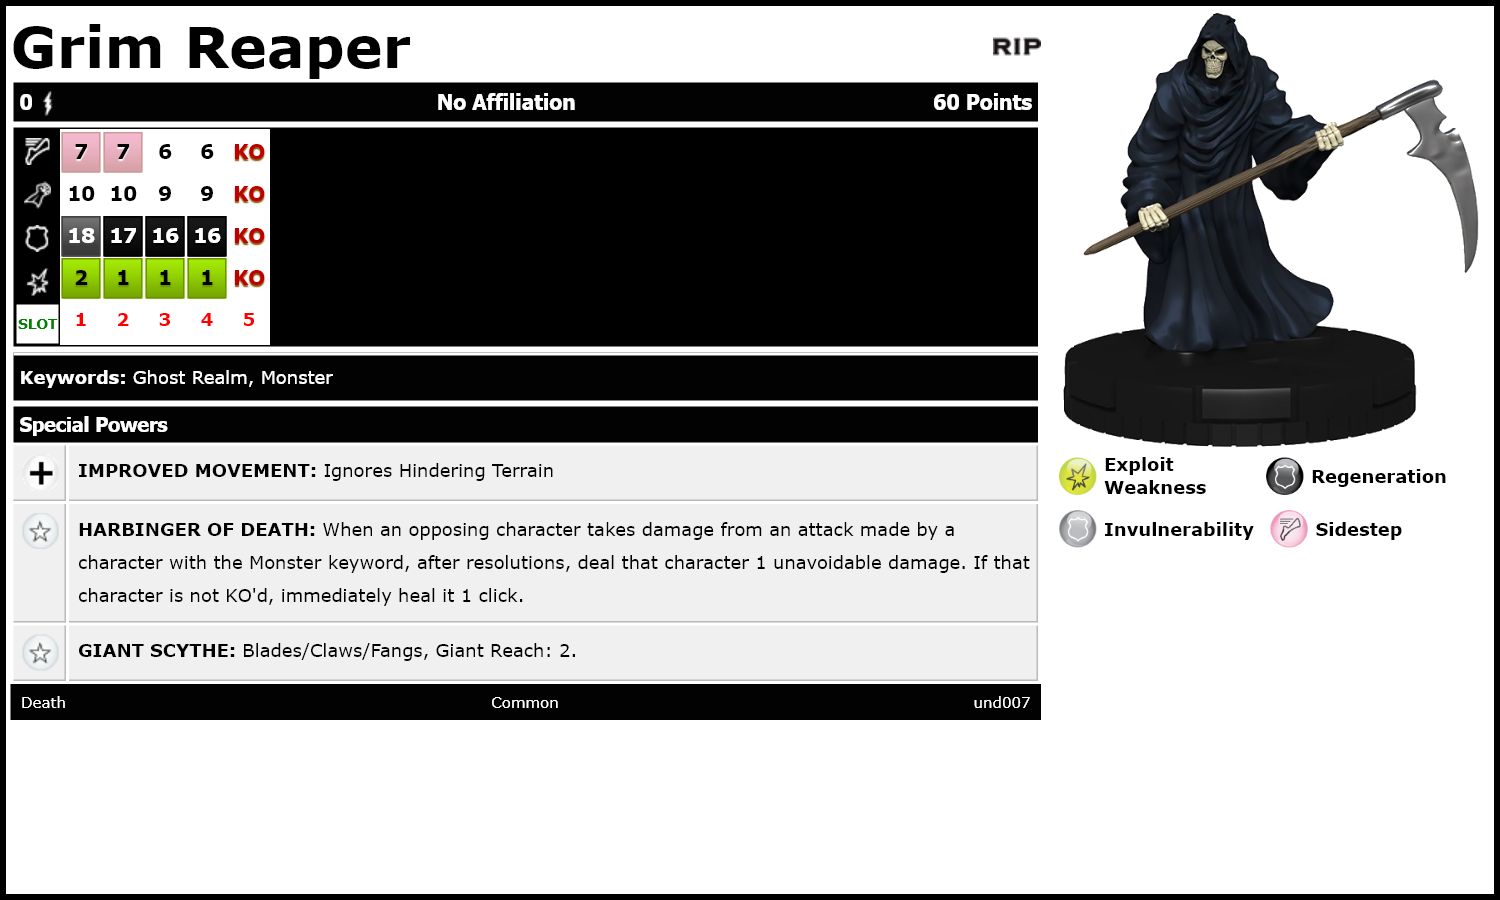 Grim Reaper
RIP
0 No Affiliation 60 Points
7 7 6 6 KO
10 10 9 9 KO
18 17 16 16 KO
2 1 1 1 KO
SLOT 1 2 3 4 5
Keywords: Ghost Realm, Monster
Special Powers
IMPROVED MOVEMENT: Ignores Hindering Terrain
HARBINGER OF DEATH: When an opposing character takes damage from an attack made by a
character with the Monster keyword, after resolutions, deal that character 1 unavoidable damage. If that
character is not KO'd, immediately heal it 1 click.
GIANT SCYTHE: Blades/Claws/Fangs, Giant Reach: 2.
Death Common und007
Exploit
Weakness
Regeneration
Invulnerability
Sidestep